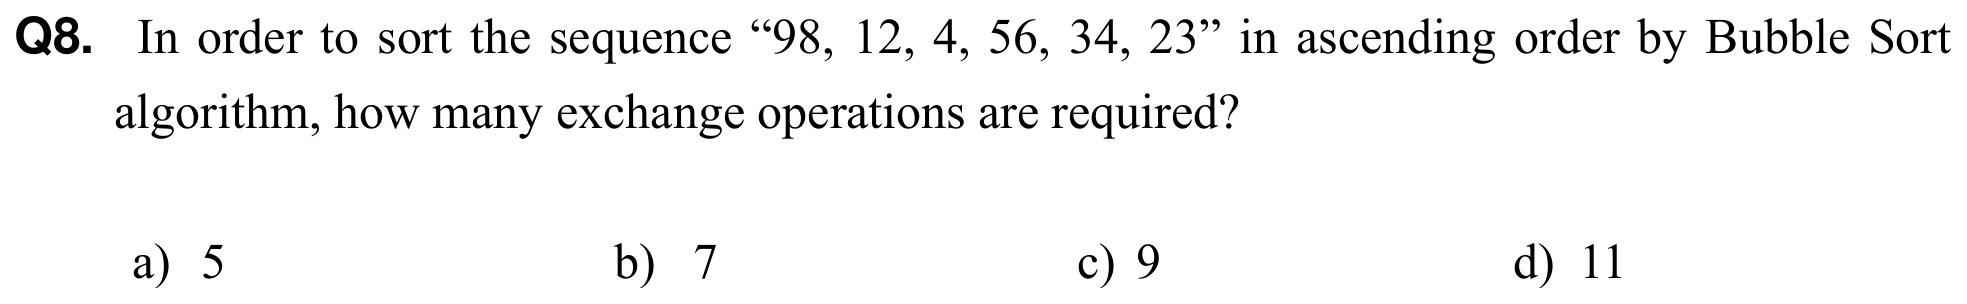 Q8. In order to sort the sequence “98, 12, 4, 56, 34, 23” in ascending order by Bubble Sort
algorithm, how many exchange operations are required?
a) 5 b) 7 c) 9 d) 11